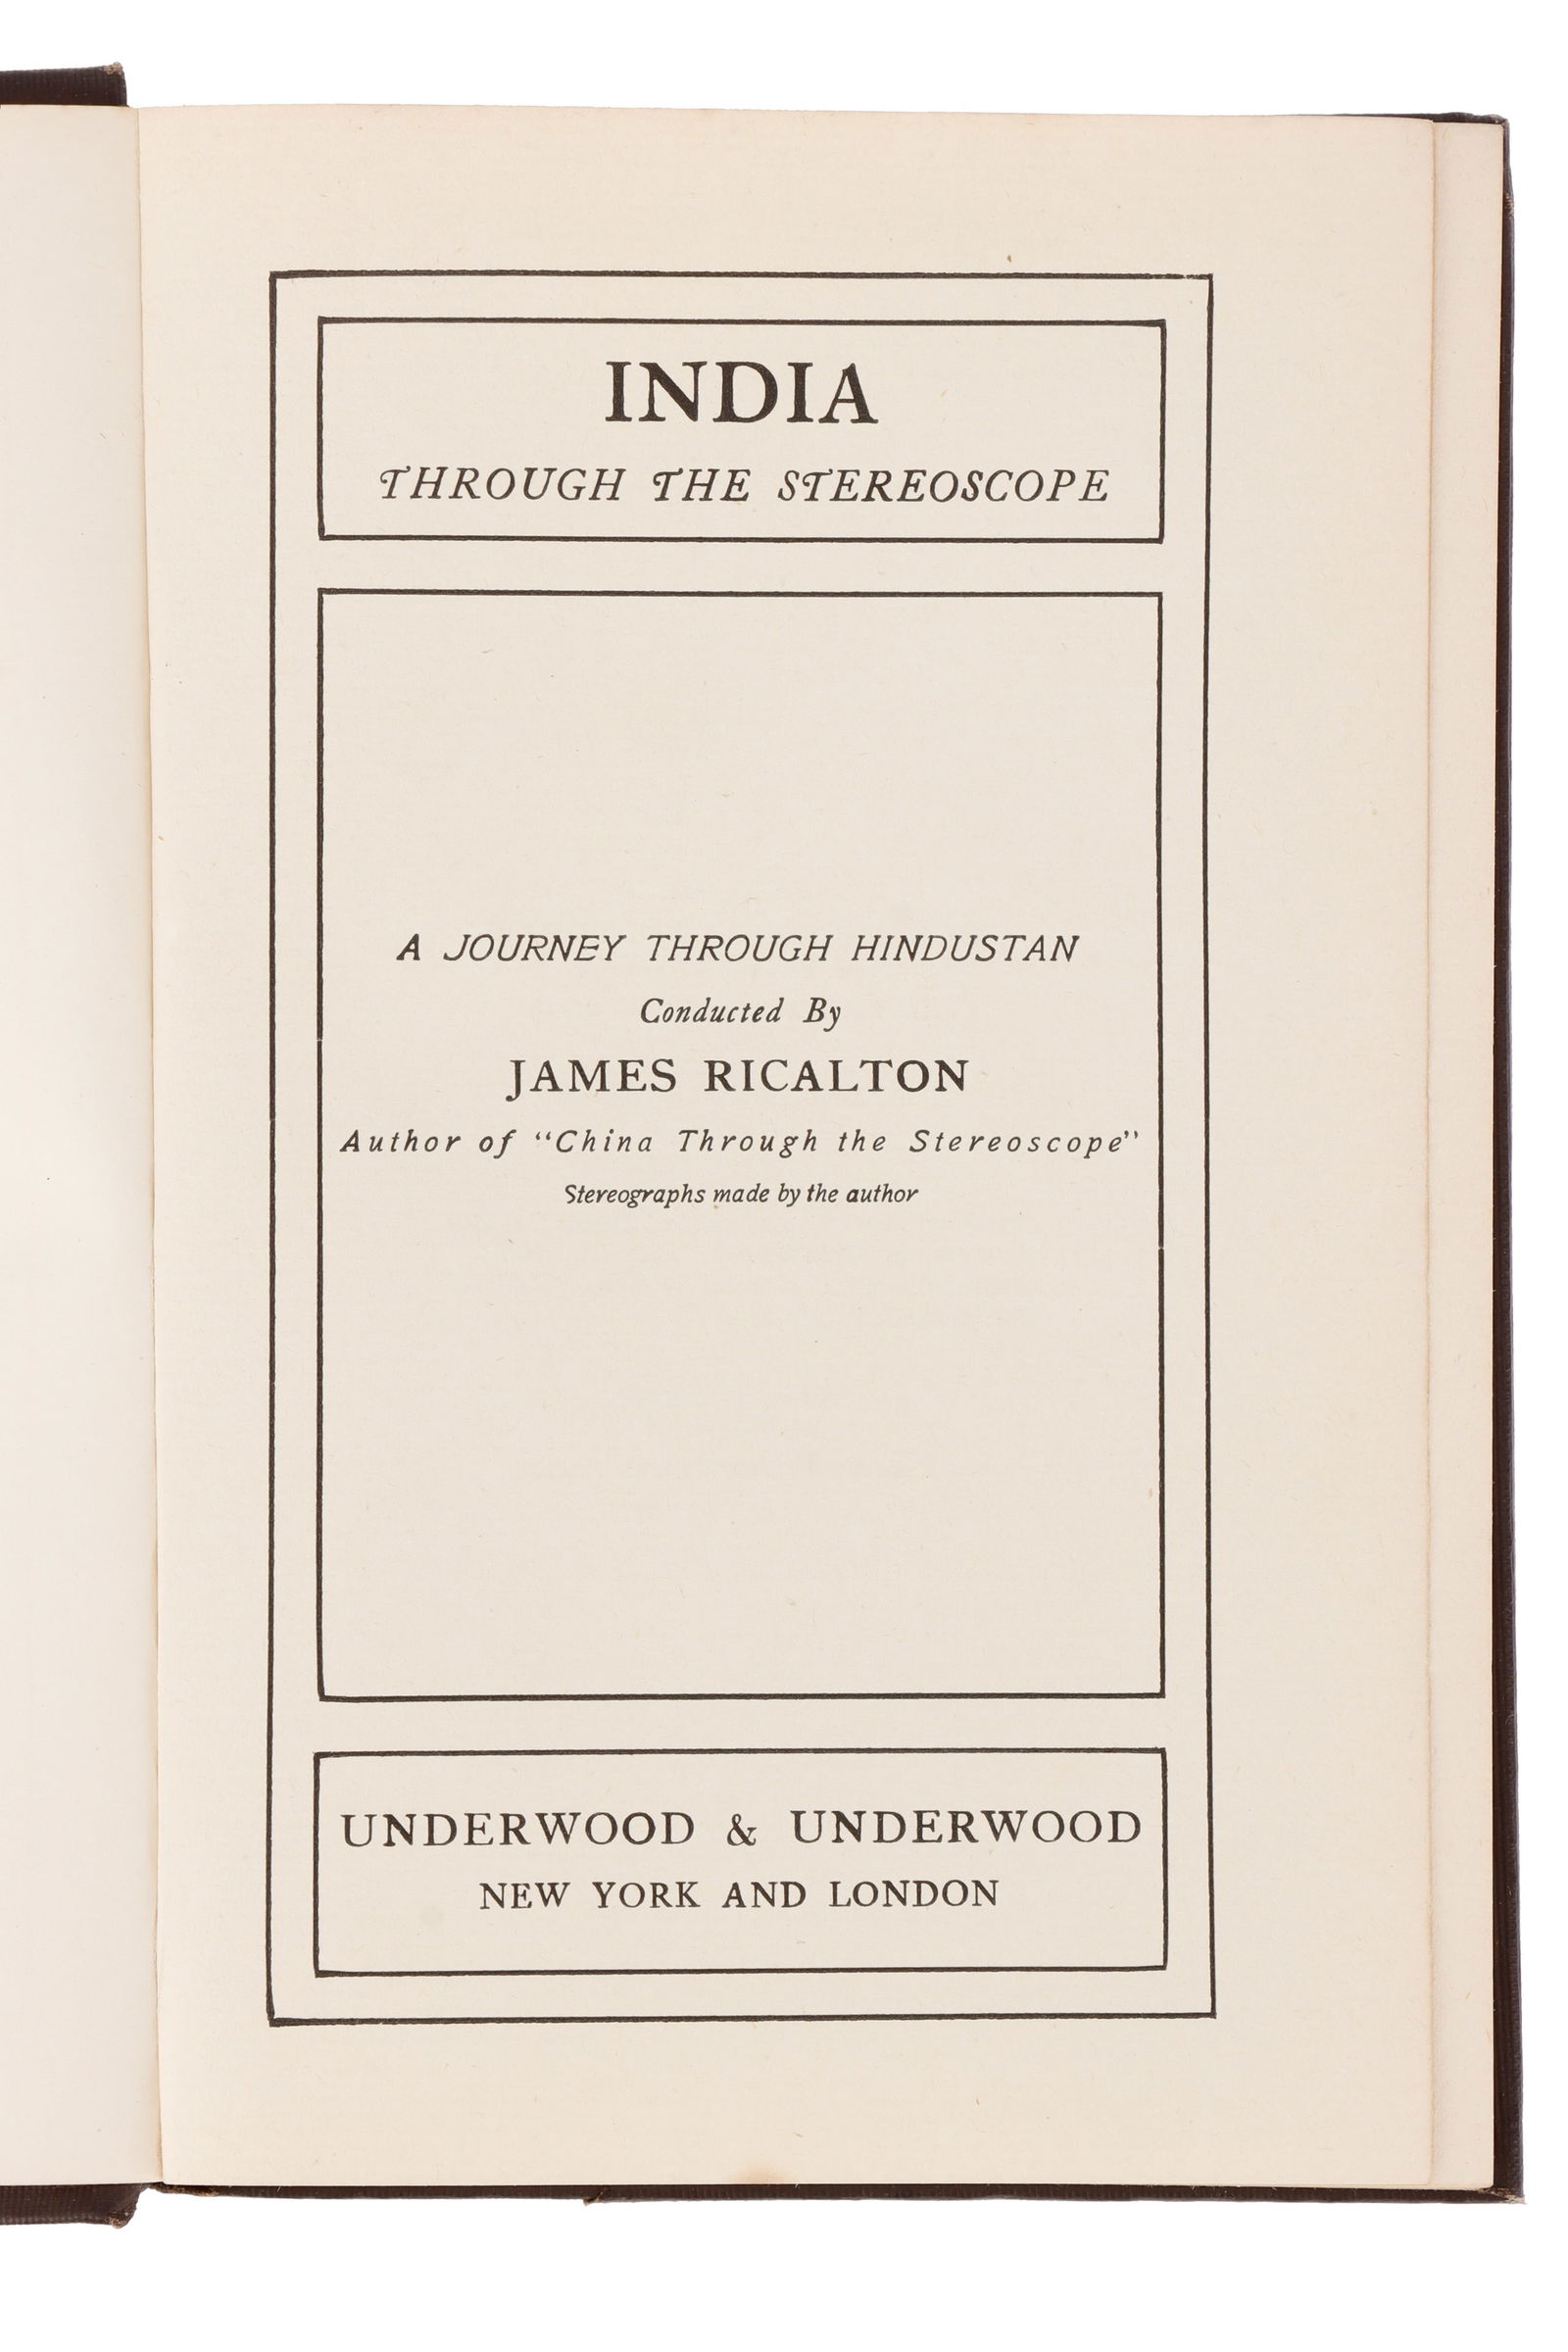 INDIA
THROUGH THE STEREOSCOPE
A JOURNEY THROUGH HINDUSTAN
Conducted By
JAMES RICALTON
Author of “China Through the Stereoscope”
Stereographs made by the author
UNDERWOOD & UNDERWOOD
NEW YORK AND LONDON